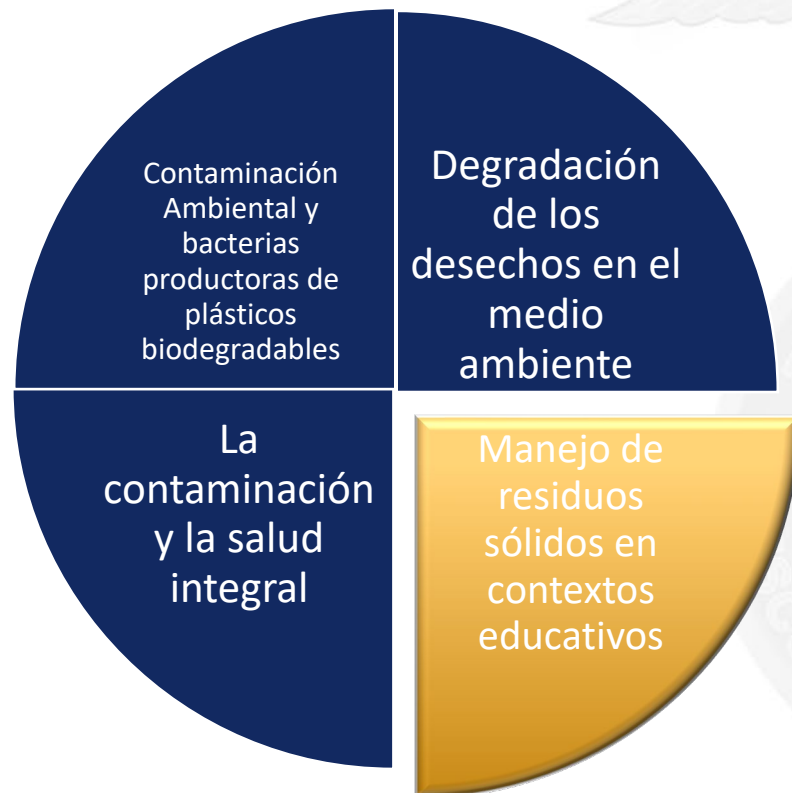 Contaminación
Ambiental y
bacterias
productoras de
plásticos
biodegradables
Degradación
de los
desechos en el
medio
ambiente
La
contaminación
y la salud
integral
Manejo de
residuos
sólidos en
contextos
educativos